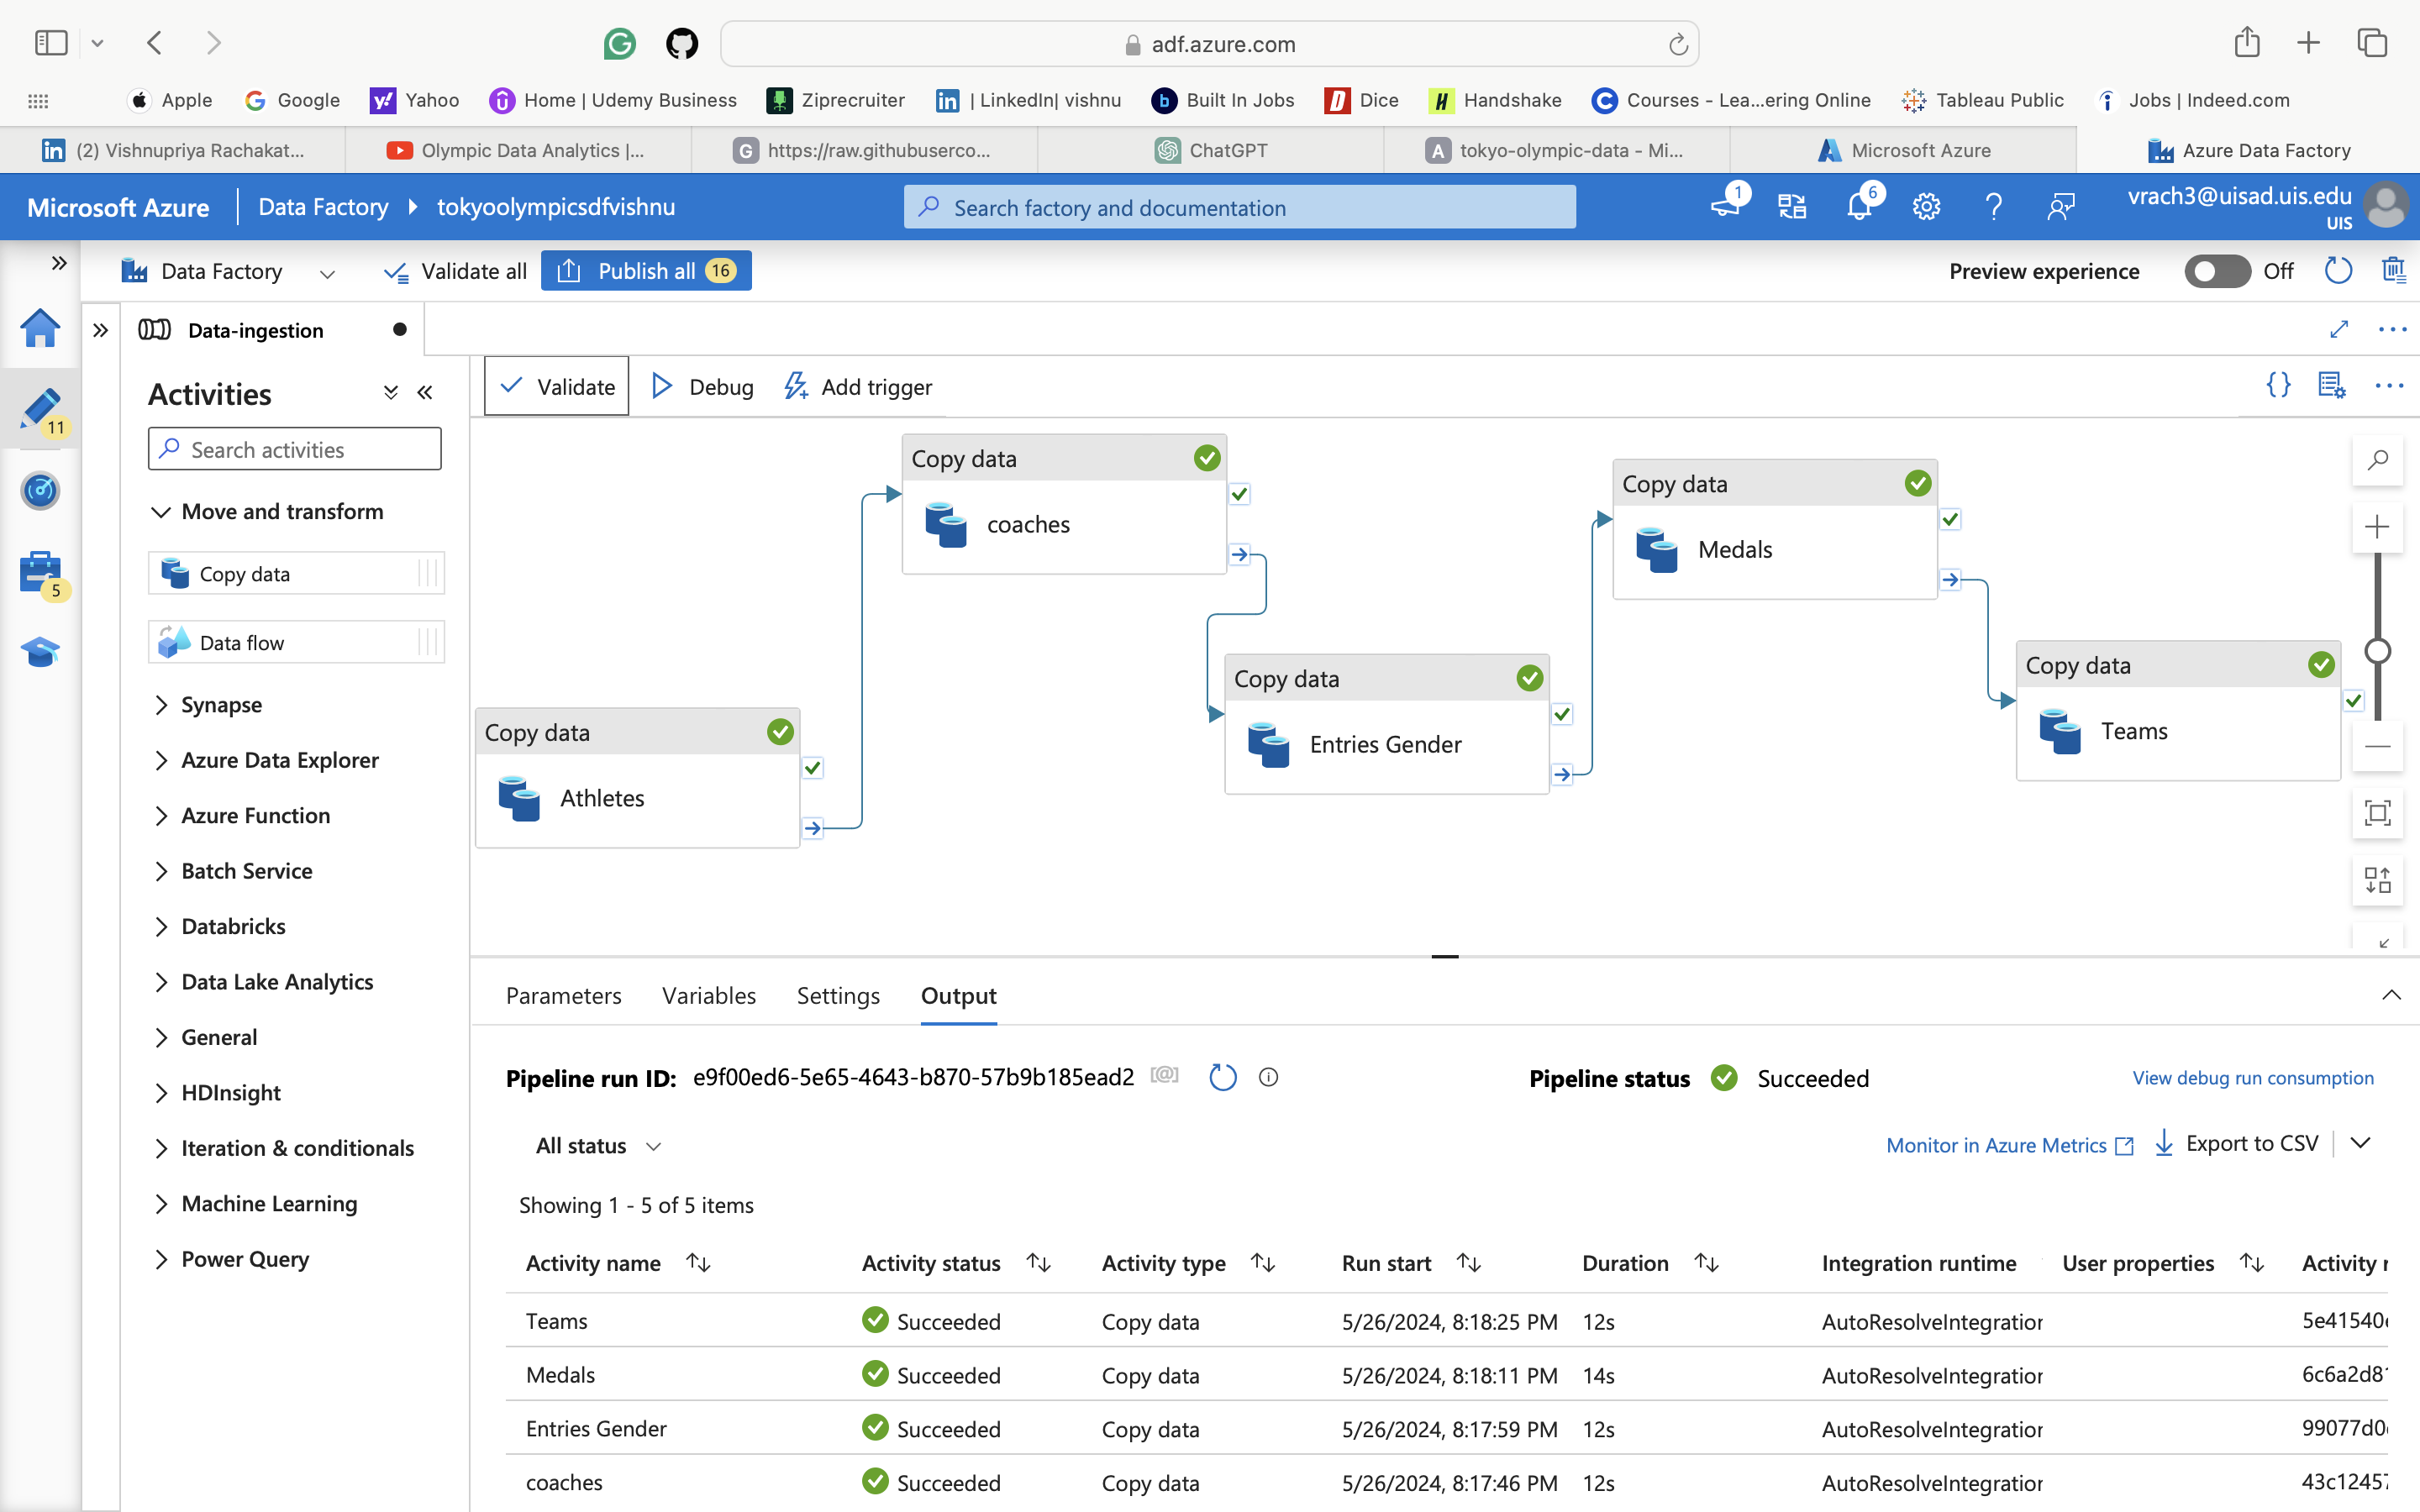 adf.azure.com
Apple Google Yahoo Home | Udemy Business Ziprecruiter | LinkedIn| vishnu Built In Jobs Dice Handshake Courses - Lea...ering Online Tableau Public Jobs | Indeed.com
(2) Vishnupriya Rachakat... Olympic Data Analytics |... https://raw.githubuserco... ChatGPT tokyo-olympic-data - Mi... Microsoft Azure Azure Data Factory
Microsoft Azure Data Factory tokyoolympicsdfvishnu Search factory and documentation 1 6 vrach3@uisad.uis.edu
UIS
Data Factory Validate all Publish all 16 Preview experience Off
Data-ingestion
Activities
Validate Debug Add trigger
11
Search activities
Move and transform
Copy data
Data flow
5
Synapse
Azure Data Explorer
Azure Function
Batch Service
Databricks
Data Lake Analytics
General
HDInsight
Iteration & conditionals
Machine Learning
Power Query
Copy data
Athletes
Copy data
coaches
Copy data
Entries Gender
Copy data
Medals
Copy data
Teams
Parameters Variables Settings Output
Pipeline run ID: e9f00ed6-5e65-4643-b870-57b9b185ead2 Pipeline status Succeeded View debug run consumption
All status Monitor in Azure Metrics Export to CSV
Showing 1 - 5 of 5 items
Activity name Activity status Activity type Run start Duration Integration runtime User properties Activity r
Teams Succeeded Copy data 5/26/2024, 8:18:25 PM 12s AutoResolveIntegration 5e41540
Medals Succeeded Copy data 5/26/2024, 8:18:11 PM 14s AutoResolveIntegration 6c6a2d8
Entries Gender Succeeded Copy data 5/26/2024, 8:17:59 PM 12s AutoResolveIntegration 99077d0
coaches Succeeded Copy data 5/26/2024, 8:17:46 PM 12s AutoResolveIntegration 43c1245